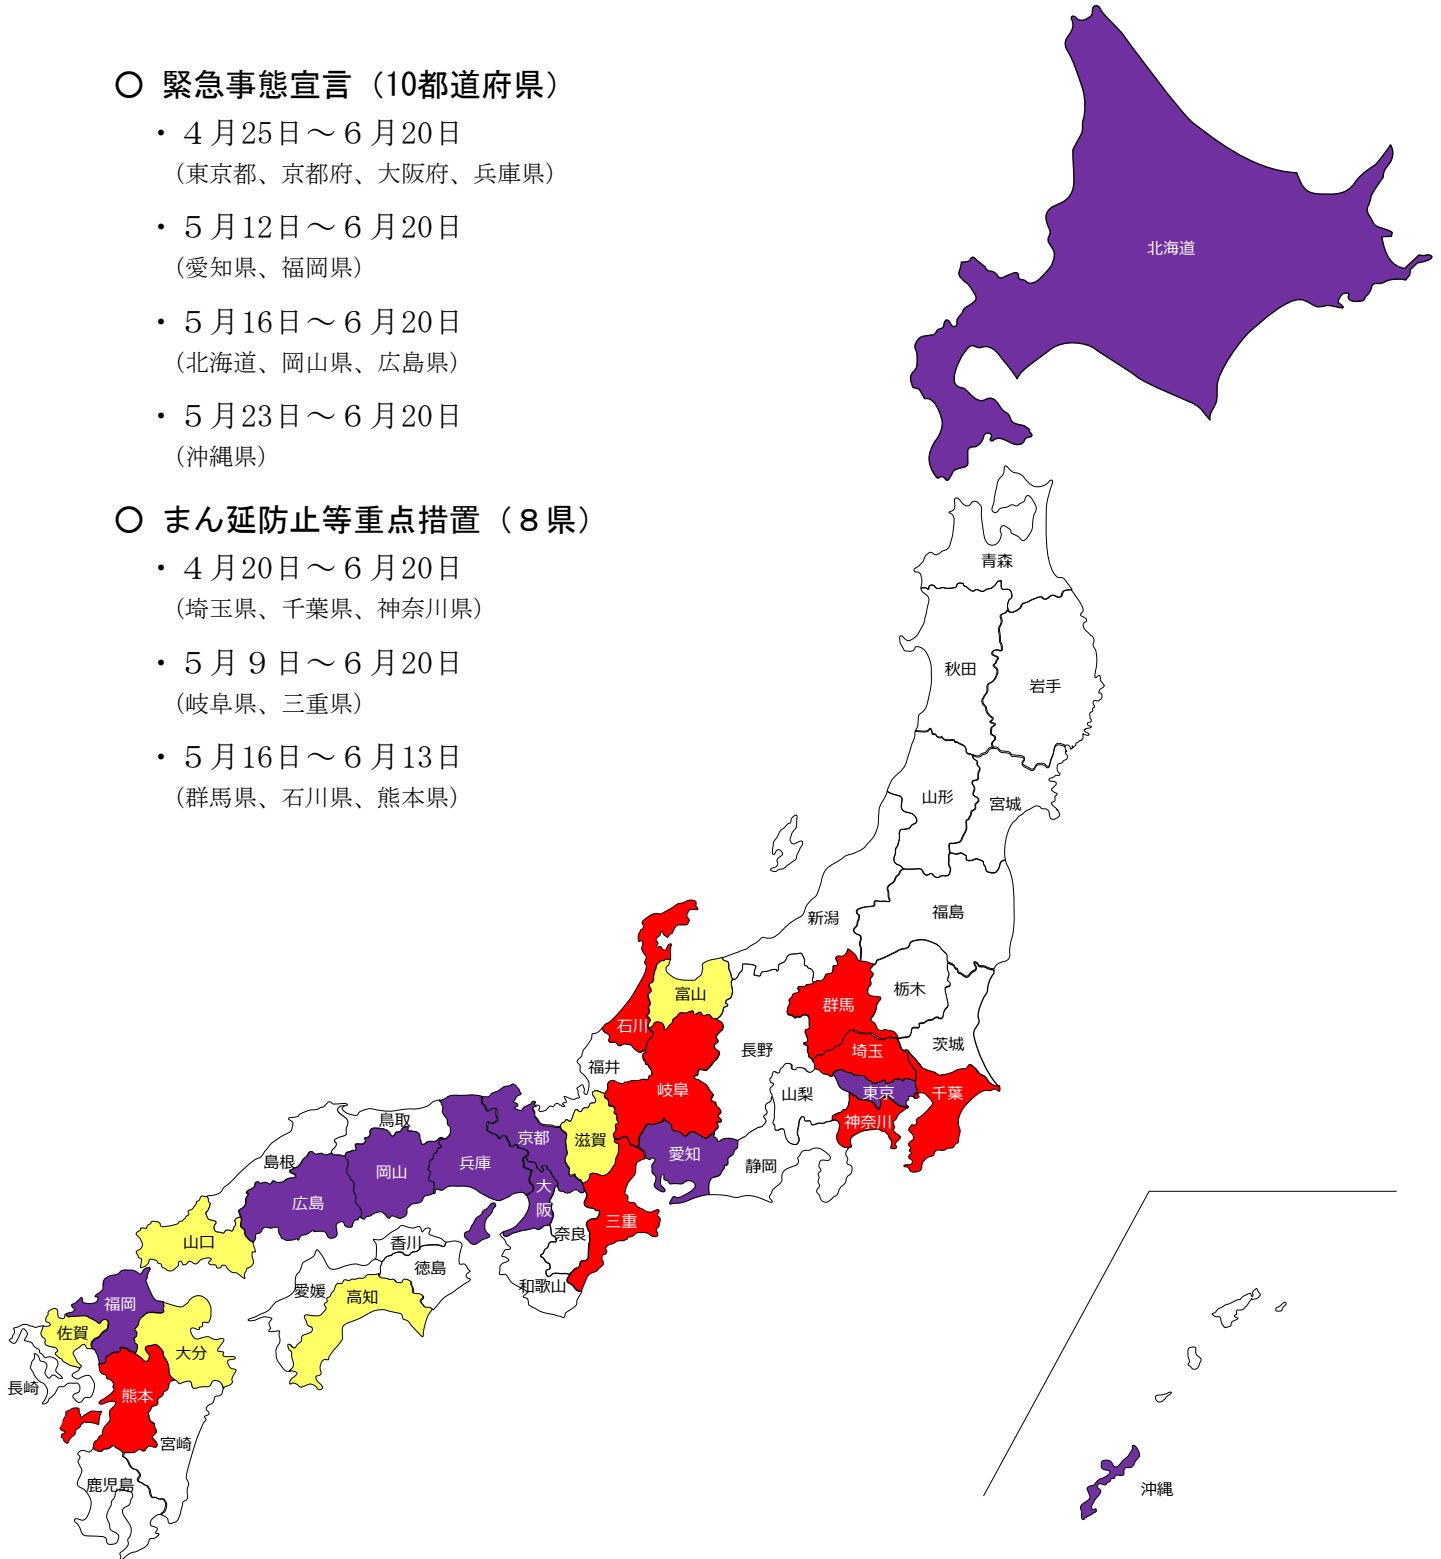 ○ 緊急事態宣言（10都道府県）
・４月25日～６月20日
（東京都、京都府、大阪府、兵庫県）
・５月12日～６月20日
（愛知県、福岡県）
・５月16日～６月20日
（北海道、岡山県、広島県）
・５月23日～６月20日
（沖縄県）
○ まん延防止等重点措置（８県）
・４月20日～６月20日
（埼玉県、千葉県、神奈川県）
・５月９日～６月20日
（岐阜県、三重県）
・５月16日～６月13日
（群馬県、石川県、熊本県）
北海道
青森
秋田
岩手
山形
宮城
新潟
福島
富山
群馬
栃木
石川
茨城
長野
埼玉
福井
岐阜
山梨
東京
千葉
鳥取
神奈川
京都
滋賀
愛知
島根
岡山
兵庫
静岡
広島
大阪
三重
山口
香川
奈良
徳島
愛媛
高知
和歌山
福岡
佐賀
大分
長崎
熊本
宮崎
鹿児島
沖縄